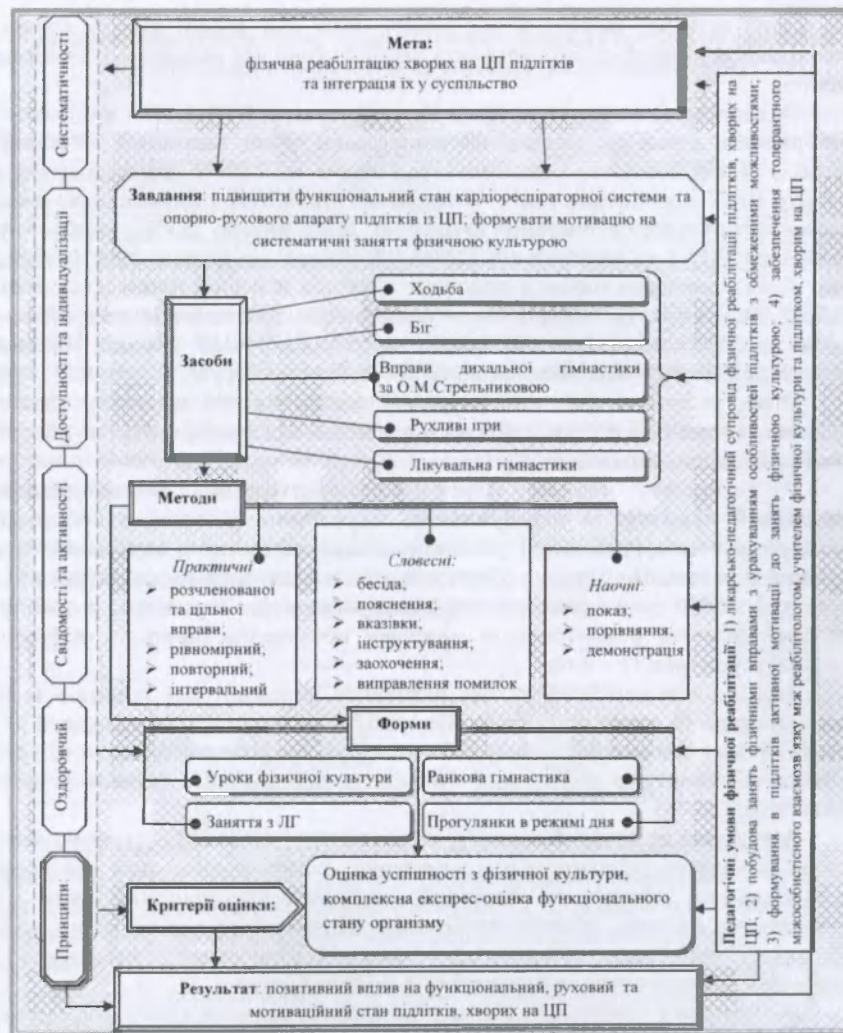 Мета:
фізична реабілітацію хворих на ЦП підлітків
та інтеграція їх у суспільство
Завдання: підвищити функціональний стан кардіореспіраторної системи та
опорно-рухового апарату підлітків із ЦП; формувати мотивацію на
систематичні заняття фізичною культурою
Засоби
Ходьба
Біг
Вправи дихальної гімнастики
за О.М.Стрельниковою
Рухливі ігри
Лікувальна гімнастики
Методи
Практичні
розчленованої
та цільної
вправи;
рівномірний,
повторний,
інтервальний
Словесні:
бесіда;
пояснення;
вказівки;
інструктування;
заохочення;
виправлення помилок
Наочні:
показ;
порівняння;
демонстрація
Форми
Уроки фізичної культури
Ранкова гімнастика
Заняття з ЛГ
Прогулянки в режимі дня
Критерії оцінки:
Оцінка успішності з фізичної культури,
комплексна експрес-оцінка функціонального
стану організму
Результат: позитивний вплив на функціональний, руховий та
мотиваційний стан підлітків, хворих на ЦП
Систематичності
Доступності та індивідуалізації
Свідомості та активності
Оздоровчий
Принципи
Педагогічні умови фізичної реабілітації: 1) лікарсько-педагогічний супровід фізичної реабілітації підлітків, хворих на
ЦП; 2) побудова занять фізичними вправами з урахуванням особливостей підлітків з обмеженими можливостями;
3) формування в підлітків активної мотивації до занять фізичною культурою; 4) забезпечення толерантного
міжособистісного взаємозв'язку між реабілітологом, учителем фізичної культури та підлітком, хворим на ЦП